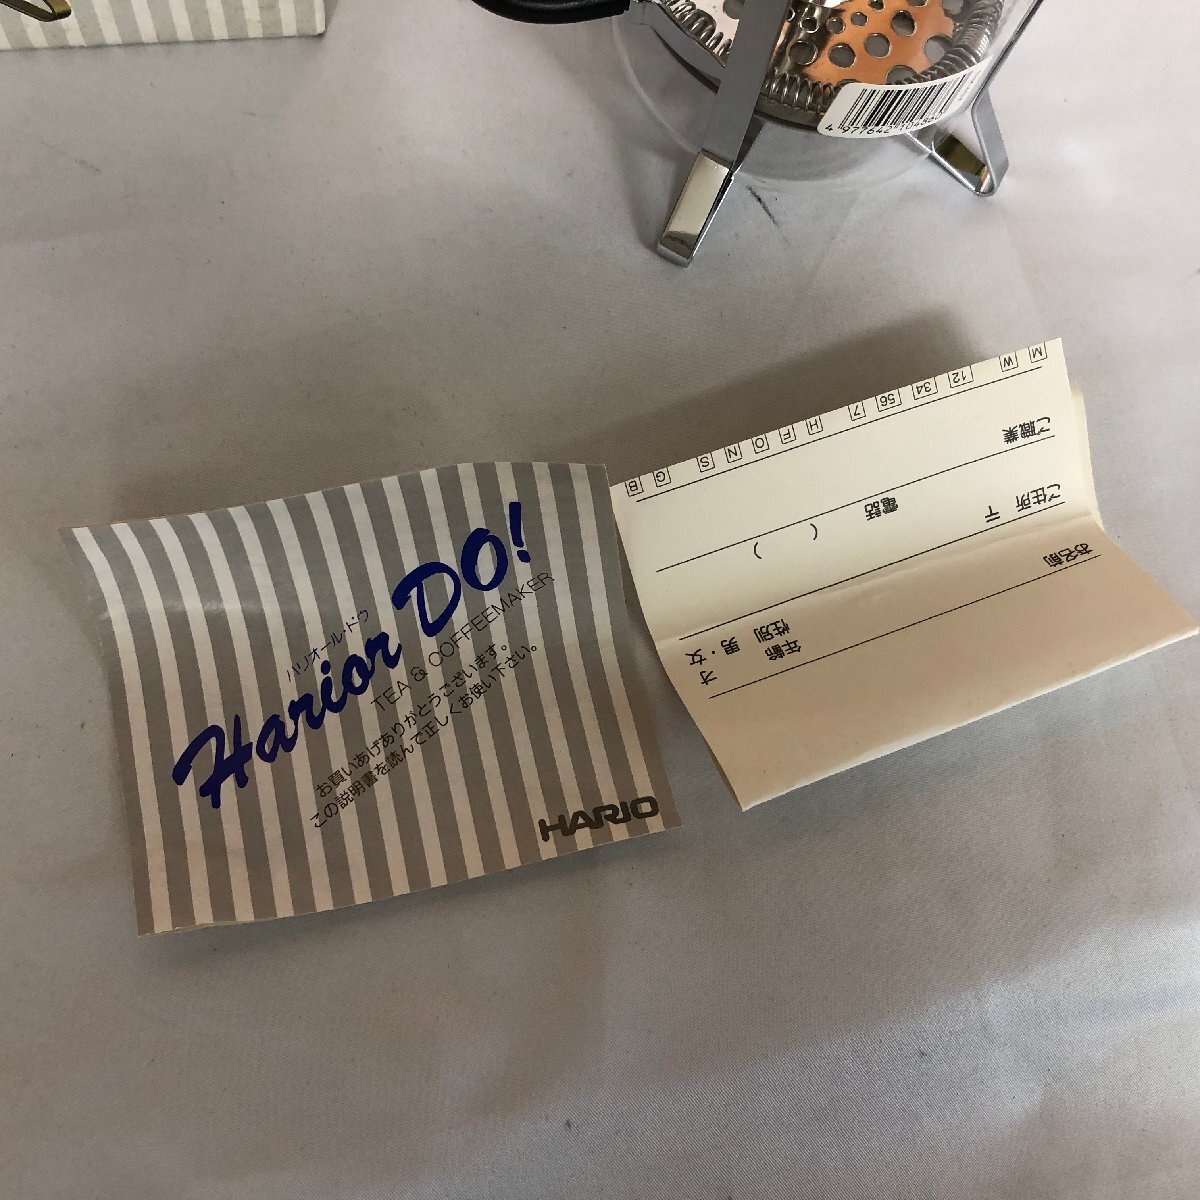 4 977642 104860
ハリオール・ドウ
Harior DO!
TEA & COFFEEMAKER
お買いあげありがとうございます。
この説明書を読んで正しくお使い下さい。
HARIO
お名前
年齢 才
性別 男・女
ご住所 〒
電話 ( )
ご職業
M W 12 34 56 7 H F O N S G B